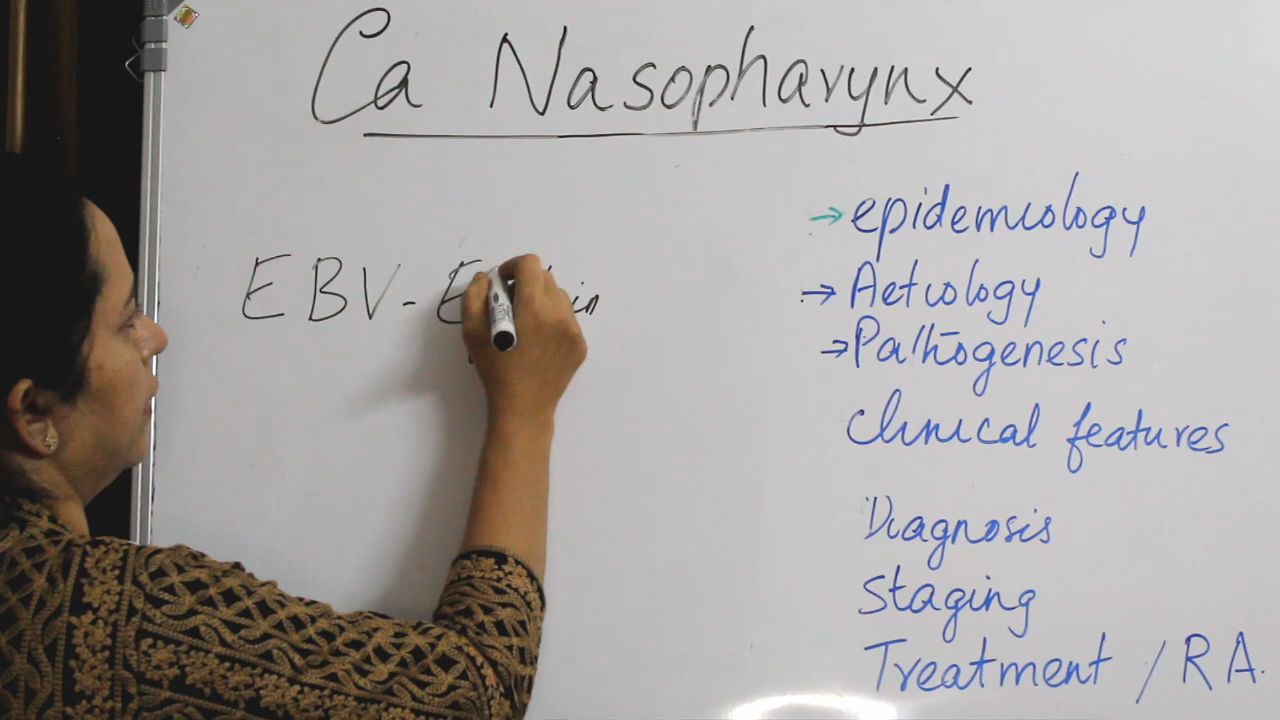 Ca Nasopharynx
EBV-
→ epidemiology
→ Aetiology
→ Pathogenesis
Clinical features
Diagnosis
Staging
Treatment / RA.